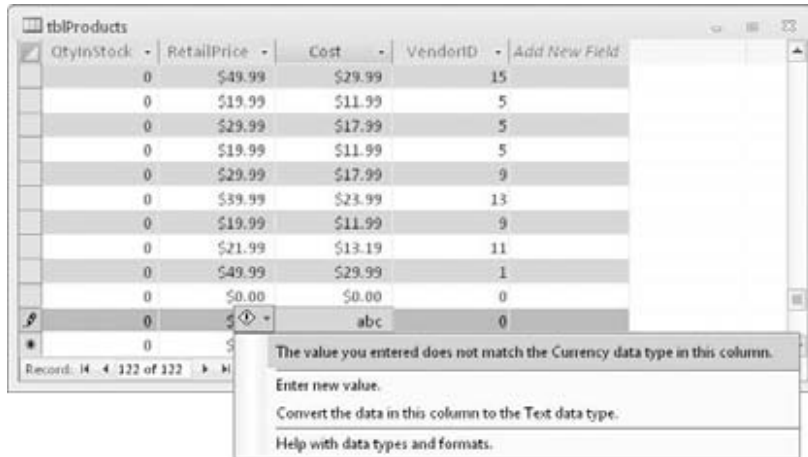 tblProducts
QtyInStock RetailPrice Cost VendorID Add New Field
0 $49.99 $29.99 15
0 $19.99 $11.99 5
0 $29.99 $17.99 5
0 $19.99 $11.99 5
0 $29.99 $17.99 9
0 $39.99 $23.99 13
0 $19.99 $11.99 9
0 $21.99 $13.19 11
0 $49.99 $29.99 1
0 $0.00 $0.00 0
0 $ abc 0
* 0 $
Record: 122 of 122
The value you entered does not match the Currency data type in this column.
Enter new value.
Convert the data in this column to the Text data type.
Help with data types and formats.